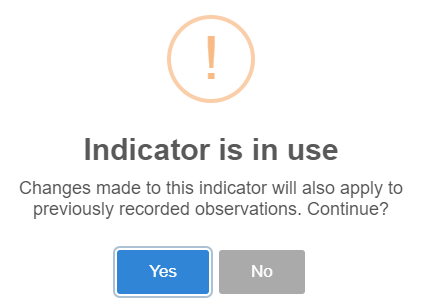 !
Indicator is in use
Changes made to this indicator will also apply to
previously recorded observations. Continue?
Yes
No